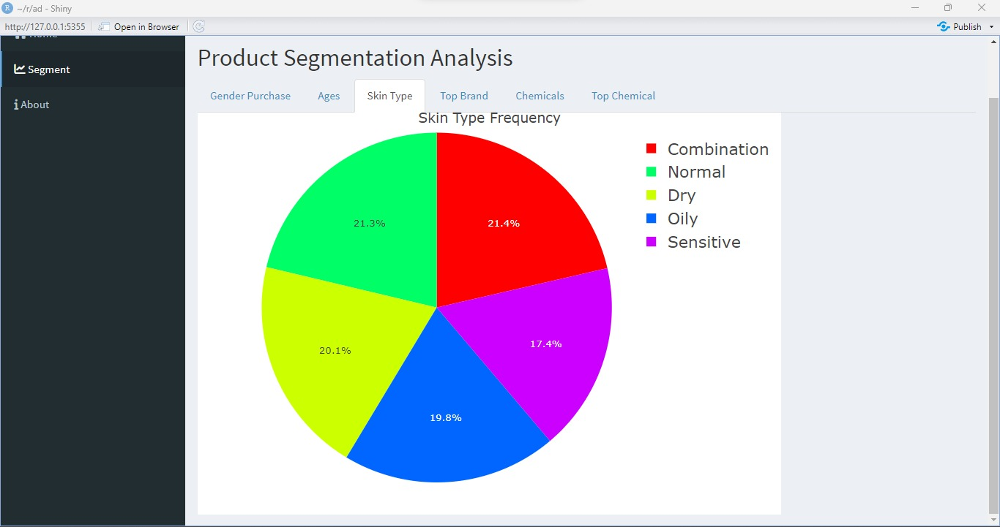 ~/r/ad - Shiny
http://127.0.0.1:5355 Open in Browser Publish
Home
Segment
About
Product Segmentation Analysis
Gender Purchase Ages Skin Type Top Brand Chemicals Top Chemical
Skin Type Frequency
Combination
Normal
Dry
Oily
Sensitive
21.3% 21.4%
20.1% 17.4%
19.8%